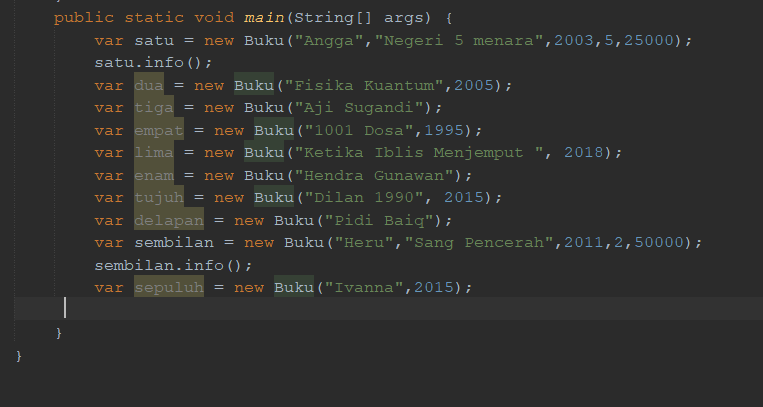 public static void main(String[] args) {
var satu = new Buku("Angga","Negeri 5 menara",2003,5,25000);
satu.info();
var dua = new Buku("Fisika Kuantum",2005);
var tiga = new Buku("Aji Sugandi");
var empat = new Buku("1001 Dosa",1995);
var lima = new Buku("Ketika Iblis Menjemput ", 2018);
var enam = new Buku("Hendra Gunawan");
var tujuh = new Buku("Dilan 1990", 2015);
var delapan = new Buku("Pidi Baiq");
var sembilan = new Buku("Heru","Sang Pencerah",2011,2,50000);
sembilan.info();
var sepuluh = new Buku("Ivanna",2015);
}
}